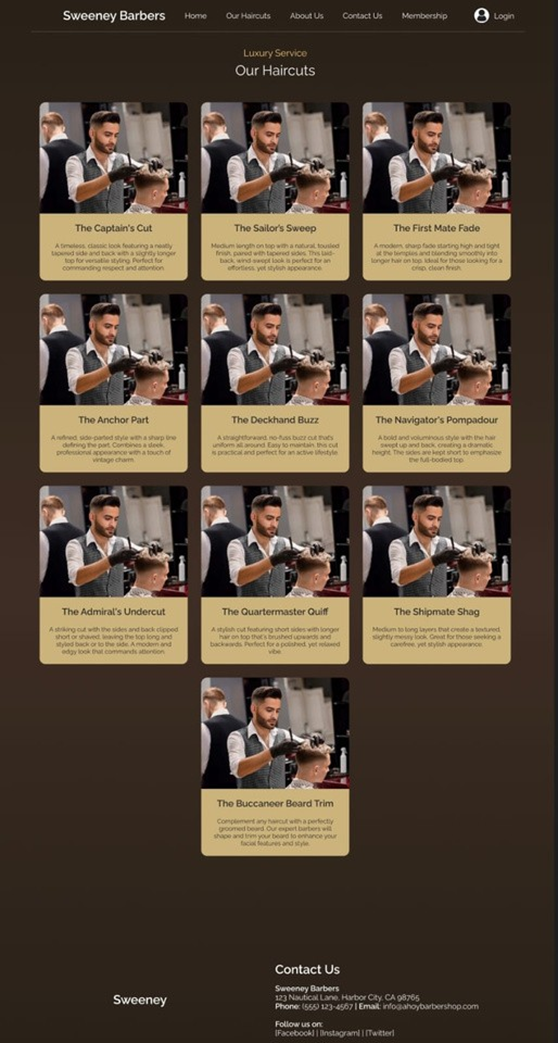 Sweeney Barbers
Home
Our Haircuts
About Us
Contact Us
Membership
Login
Luxury Service
Our Haircuts
The Captain's Cut
A timeless, classic look featuring a neatly
tapered side and back with a slightly longer
top for versatile styling. Perfect for
commanding respect and attention.
The Sailor's Sweep
Medium length on top with a natural, tousled
finish, paired with tapered sides. This laid-
back, wind-swept look is perfect for an
effortless, yet stylish appearance.
The First Mate Fade
A modern, sharp fade starting high and tight
at the temples and blending smoothly into
longer hair on top. Ideal for those looking for a
crisp, clean finish.
The Anchor Part
A refined, side-parted style with a sharp line
defining the part. Combines a sleek,
professional appearance with a touch of
vintage charm.
The Deckhand Buzz
A straightforward, no-fuss buzz cut that's
uniform all around. Easy to maintain, this cut
is practical and perfect for an active lifestyle.
The Navigator's Pompadour
A bold and voluminous style with the hair
swept up and back, creating a dramatic
height. The sides are kept short to emphasize
the full-bodied top.
The Admiral's Undercut
A striking cut with the sides and back clipped
short or shaved, leaving the top long and
styled back or to the side. A modern and
edgy look that commands attention.
The Quartermaster Quiff
A stylish cut featuring short sides with longer
hair on top that's brushed upwards and
backwards. Perfect for a polished, yet relaxed
vibe.
The Shipmate Shag
Medium to long layers that create a textured,
slightly messy look. Great for those seeking a
carefree, yet stylish appearance.
The Buccaneer Beard Trim
Complement any haircut with a perfectly
groomed beard. Our expert barbers will
shape and trim your beard to enhance your
facial features and style.
Sweeney
Contact Us
Sweeney Barbers
123 Nautical Lane, Harbor City, CA 98765
Phone: (555) 123-4567 | Email: info@ahoybarbershop.com
Follow us on:
[Facebook] | [Instagram] | [Twitter]